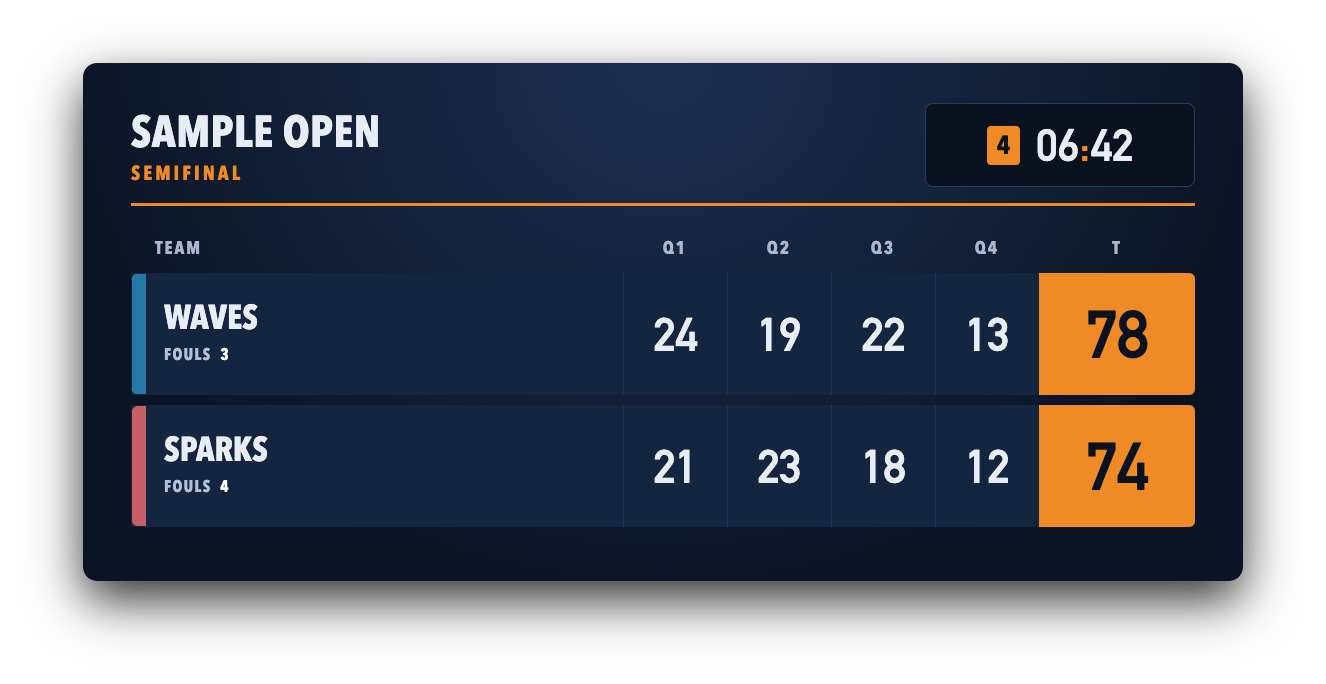 SAMPLE OPEN
SEMIFINAL
4 06:42
TEAM Q1 Q2 Q3 Q4 T
WAVES
FOULS 3
24 19 22 13 78
SPARKS
FOULS 4
21 23 18 12 74